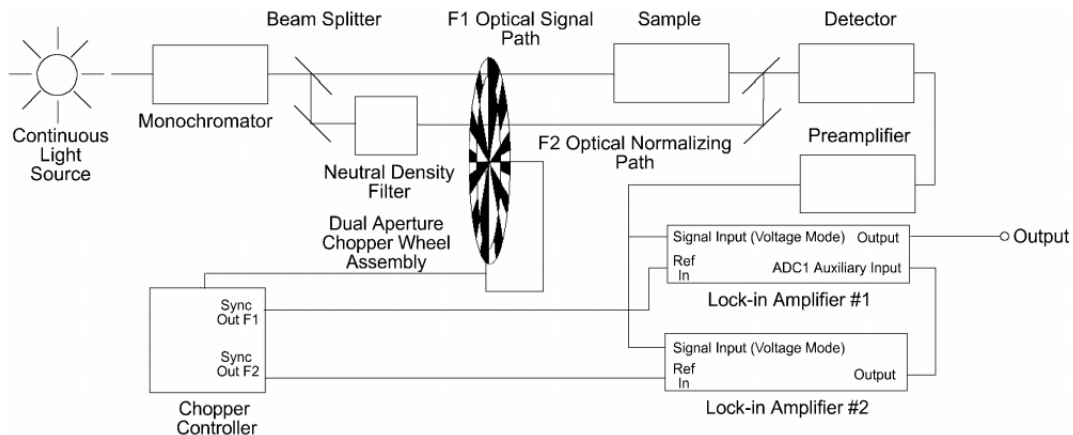 Beam Splitter
F1 Optical Signal
Path
Sample
Detector
Continuous
Light
Source
Monochromator
Neutral Density
Filter
F2 Optical Normalizing
Path
Preamplifier
Dual Aperture
Chopper Wheel
Assembly
Signal Input (Voltage Mode)
Output
Output
Ref
In
ADC1 Auxiliary Input
Lock-in Amplifier #1
Sync
Out F1
Sync
Out F2
Signal Input (Voltage Mode)
Ref
In
Output
Lock-in Amplifier #2
Chopper
Controller